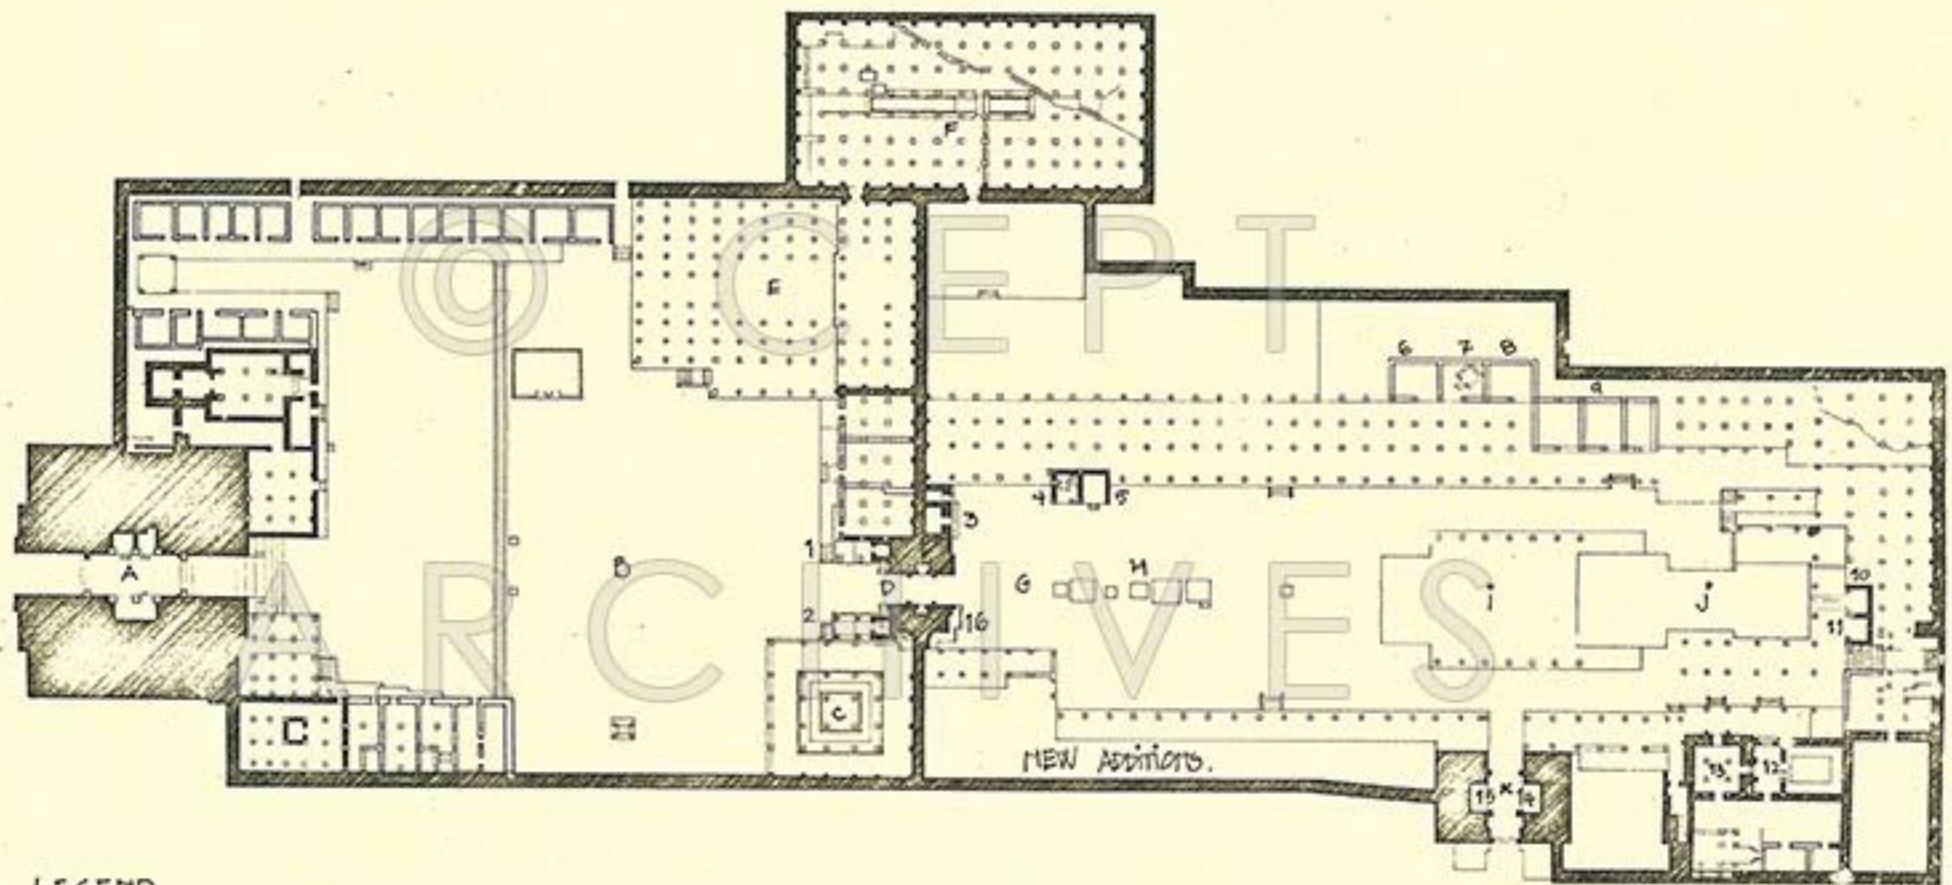 F
© CEPT
E
6 7 8
9
4 5
3
1
A B D G H i J
10
2 16 11
ARCHIVES
C
C
NEW ADDITIONS.
13 12
15 K 14
LEGEND